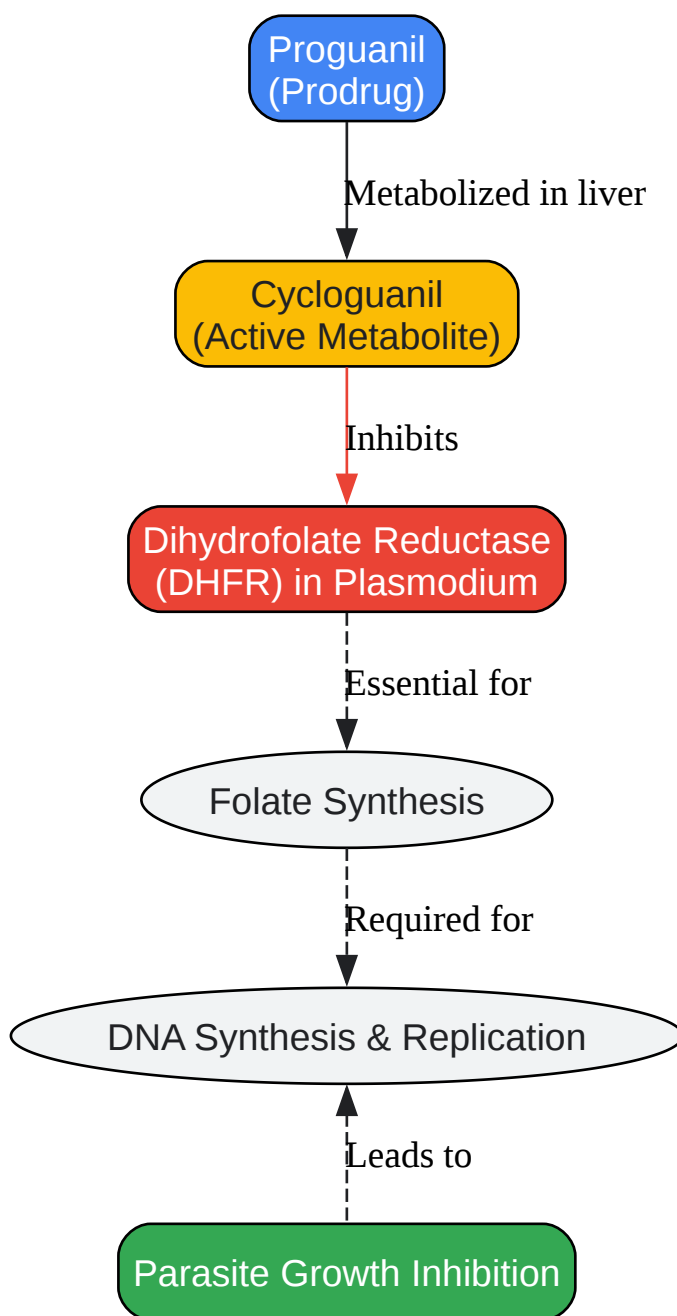 Proguanil
(Prodrug)
Metabolized in liver
Cycloguanil
(Active Metabolite)
Inhibits
Dihydrofolate Reductase
(DHFR) in Plasmodium
Essential for
Folate Synthesis
Required for
DNA Synthesis & Replication
Leads to
Parasite Growth Inhibition